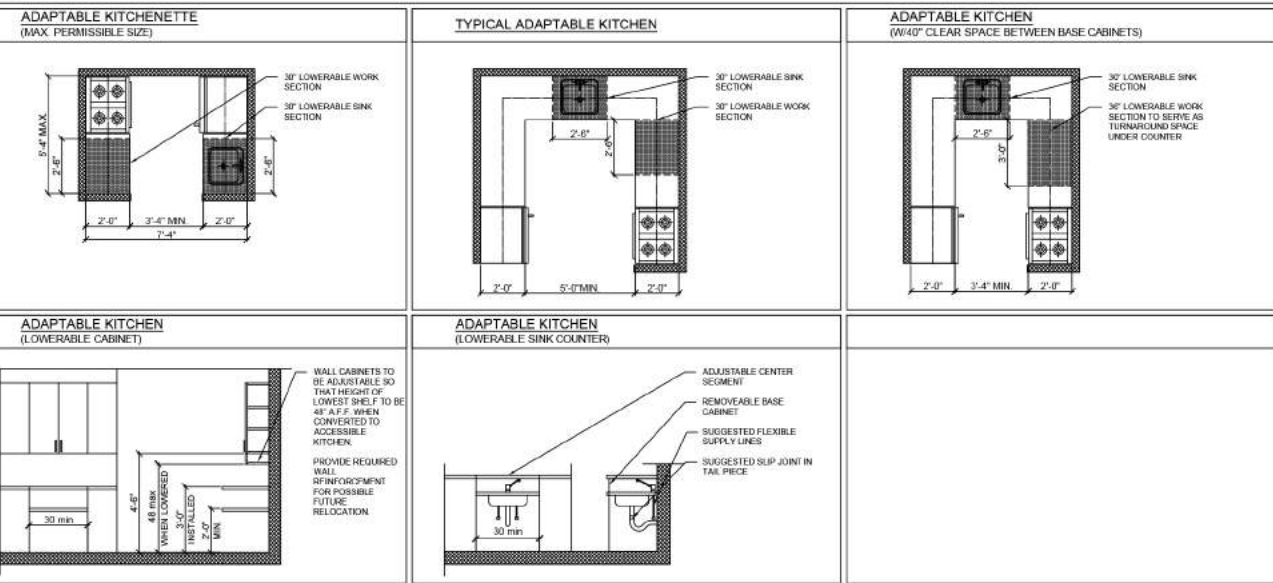 ADAPTABLE KITCHENETTE
(MAX. PERMISSIBLE SIZE)
30" LOWERABLE WORK
SECTION
30" LOWERABLE SINK
SECTION
5'-4" MAX.
2'-6"
2'-6"
2'-0"
3'-4" MIN.
2'-0"
7'-4"
TYPICAL ADAPTABLE KITCHEN
30" LOWERABLE SINK
SECTION
30" LOWERABLE WORK
SECTION
2'-6"
2'-6"
2'-0"
5'-0"MIN.
2'-0"
ADAPTABLE KITCHEN
(W/40" CLEAR SPACE BETWEEN BASE CABINETS)
30" LOWERABLE SINK
SECTION
36" LOWERABLE WORK
SECTION TO SERVE AS
TURNAROUND SPACE
UNDER COUNTER
2'-6"
3'-0"
2'-0"
3'-4" MIN.
2'-0"
ADAPTABLE KITCHEN
(LOWERABLE CABINET)
WALL CABINETS TO
BE ADJUSTABLE SO
THAT HEIGHT OF
LOWEST SHELF TO BE
48" A.F.F. WHEN
CONVERTED TO
ACCESSIBLE
KITCHEN.
PROVIDE REQUIRED
WALL
REINFORCEMENT
FOR POSSIBLE
FUTURE
RELOCATION.
30 min
4'-6"
48 max
WHEN LOWERED
3'-0"
INSTALLED
2'-0"
MIN.
ADAPTABLE KITCHEN
(LOWERABLE SINK COUNTER)
ADJUSTABLE CENTER
SEGMENT
REMOVEABLE BASE
CABINET
SUGGESTED FLEXIBLE
SUPPLY LINES
SUGGESTED SLIP JOINT IN
TAIL PIECE
30 min